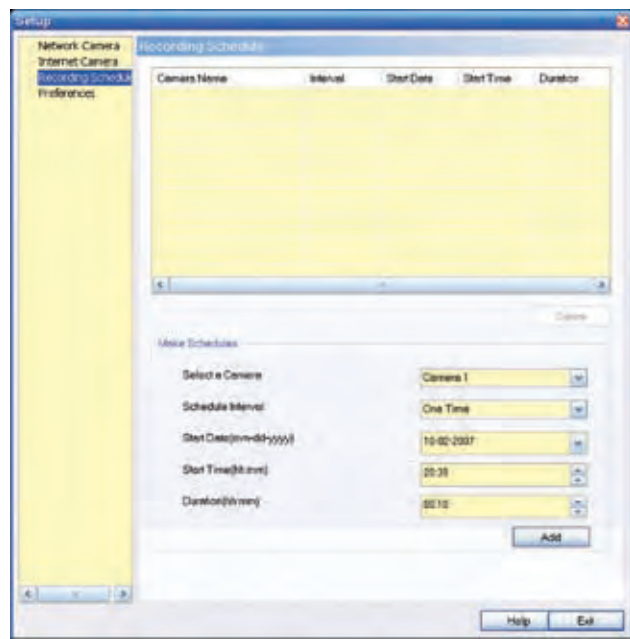 Setup
Network Camera
Internet Camera
Recording Schedule
Preferences
Recording Schedule
Camera Name Interval Start Date Start Time Duration
Delete
Make Schedules
Select a Camera Camera 1
Schedule Interval One Time
Start Date(mm-dd-yyyy) 10-02-2007
Start Time(hh:mm) 20:38
Duration(hh:mm) 00:10
Add
Help Exit